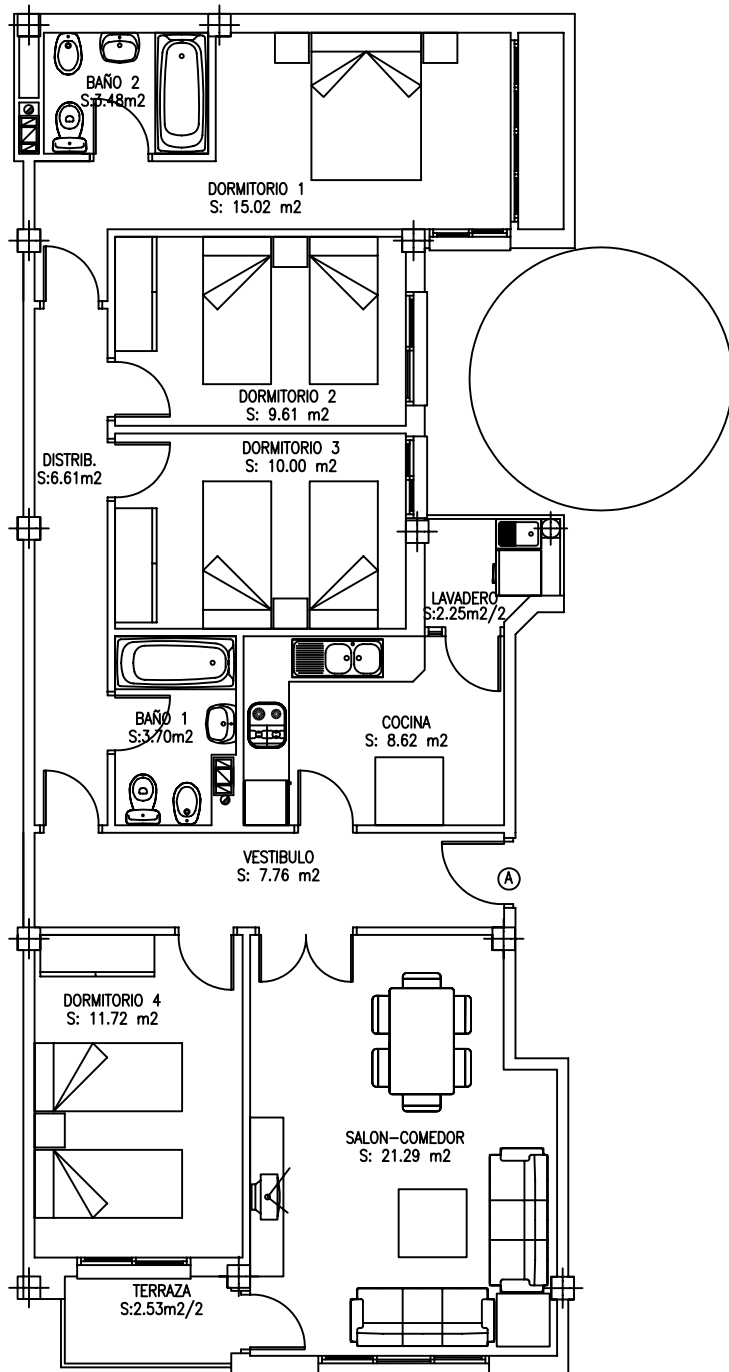 BAÑO 2
S:3.48m2
DORMITORIO 1
S: 15.02 m2
DORMITORIO 2
S: 9.61 m2
DORMITORIO 3
S: 10.00 m2
DISTRIB.
S:6.61m2
LAVADERO
S:2.25m2/2
BAÑO 1
S:3.70m2
COCINA
S: 8.62 m2
VESTIBULO
S: 7.76 m2
A
DORMITORIO 4
S: 11.72 m2
SALON-COMEDOR
S: 21.29 m2
TERRAZA
S:2.53m2/2